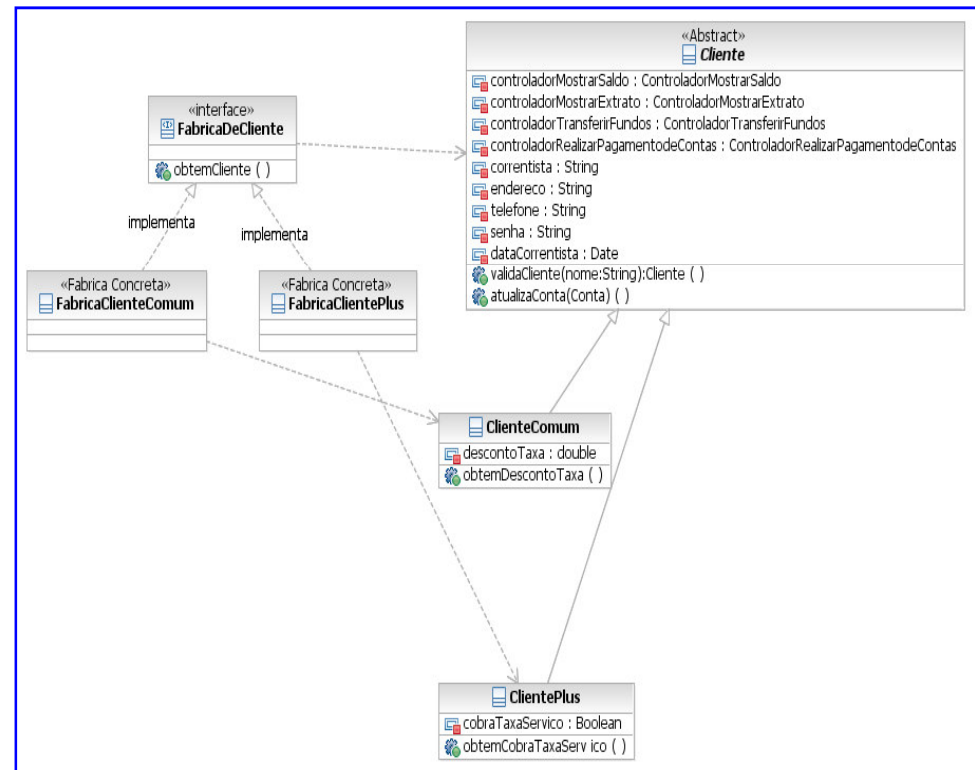 «Abstract»
Cliente
controladorMostrarSaldo : ControladorMostrarSaldo
controladorMostrarExtrato : ControladorMostrarExtrato
controladorTransferirFundos : ControladorTransferirFundos
controladorRealizarPagamentodeContas : ControladorRealizarPagamentodeContas
correntista : String
endereco : String
telefone : String
senha : String
dataCorrentista : Date
validaCliente(nome:String):Cliente ( )
atualizaConta(Conta) ( )
«interface»
FabricaDeCliente
obtemCliente ( )
implementa
implementa
«Fabrica Concreta»
FabricaClienteComum
«Fabrica Concreta»
FabricaClientePlus
ClienteComum
descontoTaxa : double
obtemDescontoTaxa ( )
ClientePlus
cobraTaxaServico : Boolean
obtemCobraTaxaServ ico ( )